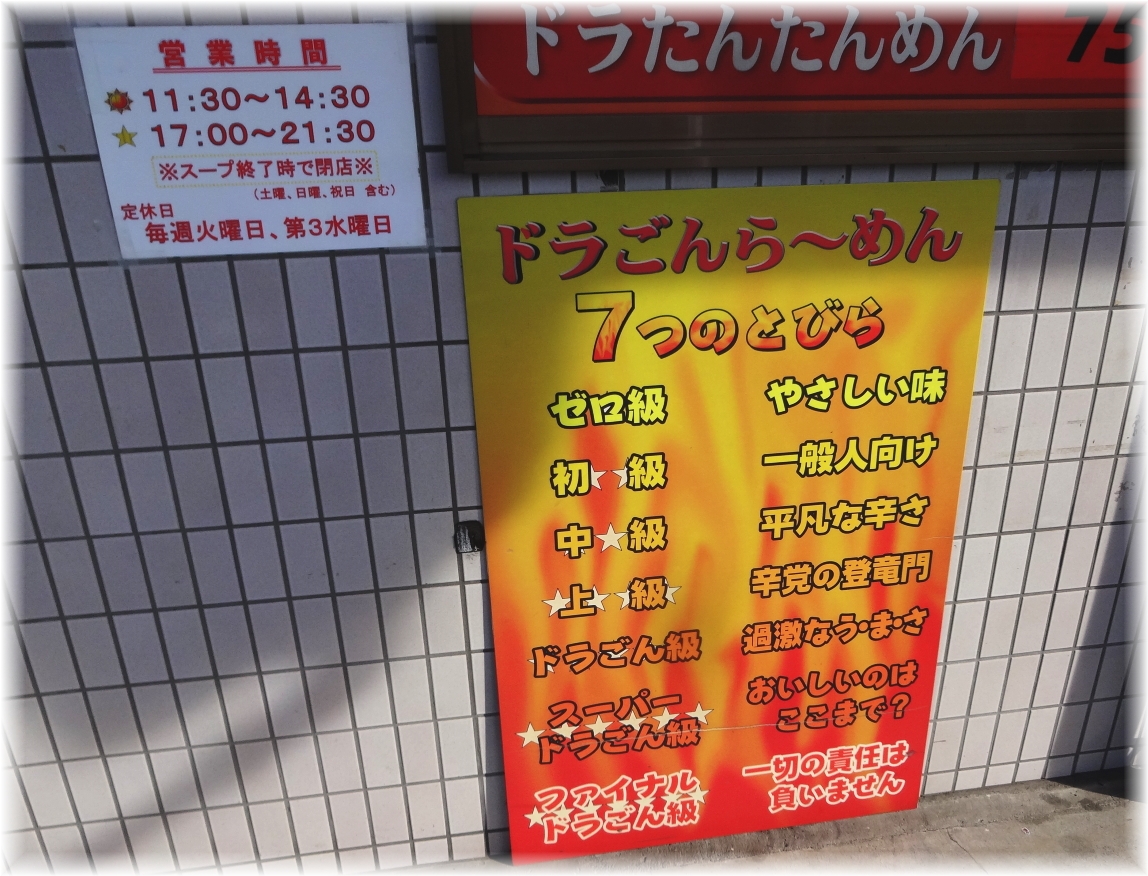 営業時間
11:30～14:30
17:00～21:30
※スープ終了時で閉店※
(土曜、日曜、祝日 含む)
定休日
毎週火曜日、第3水曜日
ドラたんたんめん
ドラごんら～めん
7つのとびら
ゼロ級 やさしい味
初級 一般人向け
中★級 平凡な辛さ
上級 辛党の登竜門
ドラごん級 過激なう・ま・さ
スーパー
ドラごん級
おいしいのは
ここまで?
ファイナル
ドラごん級
一切の責任は
負いません